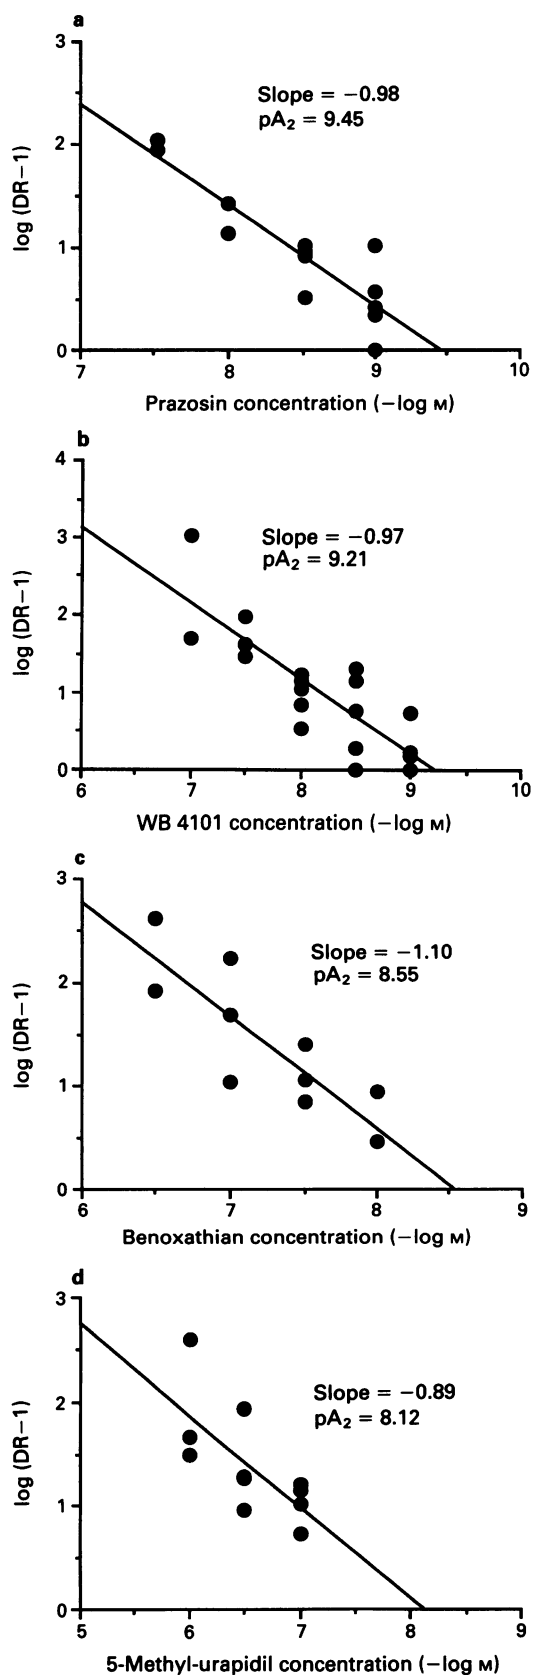 a
3
2
1
0
log (DR−1)
Slope = −0.98
pA₂ = 9.45
7 8 9 10
Prazosin concentration (−log M)
b
4
3
2
1
0
log (DR−1)
Slope = −0.97
pA₂ = 9.21
6 7 8 9 10
WB 4101 concentration (−log M)
c
3
2
1
0
log (DR−1)
Slope = −1.10
pA₂ = 8.55
6 7 8 9
Benoxathian concentration (−log M)
d
3
2
1
0
log (DR−1)
Slope = −0.89
pA₂ = 8.12
5 6 7 8 9
5-Methyl-urapidil concentration (−log M)